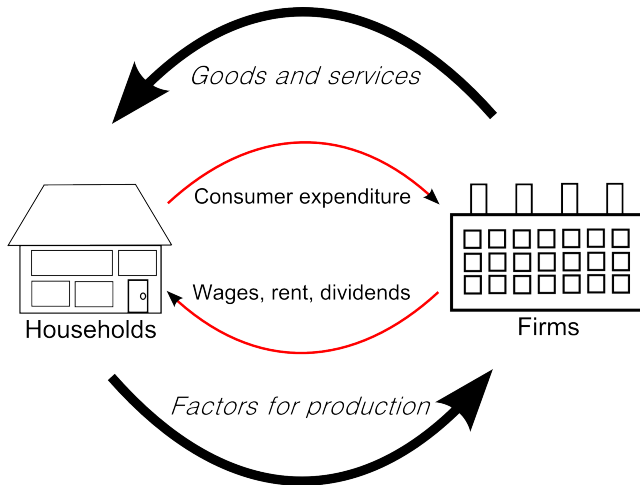 Goods and services
Consumer expenditure
Wages, rent, dividends
Households
Firms
Factors for production